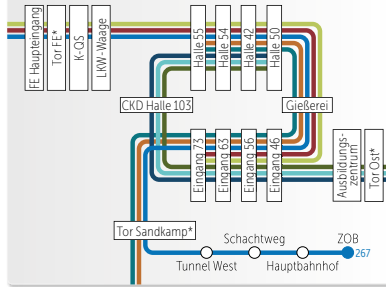 FE Haupteingang
Tor FE*
K-QS
LKW-Waage
Halle 55
Halle 54
Halle 42
Halle 50
CKD Halle 103
Gießerei
Eingang 73
Eingang 63
Eingang 56
Eingang 46
Ausbildungs-
zentrum
Tor Ost*
Tor Sandkamp*
Schachtweg
ZOB
267
Tunnel West
Hauptbahnhof